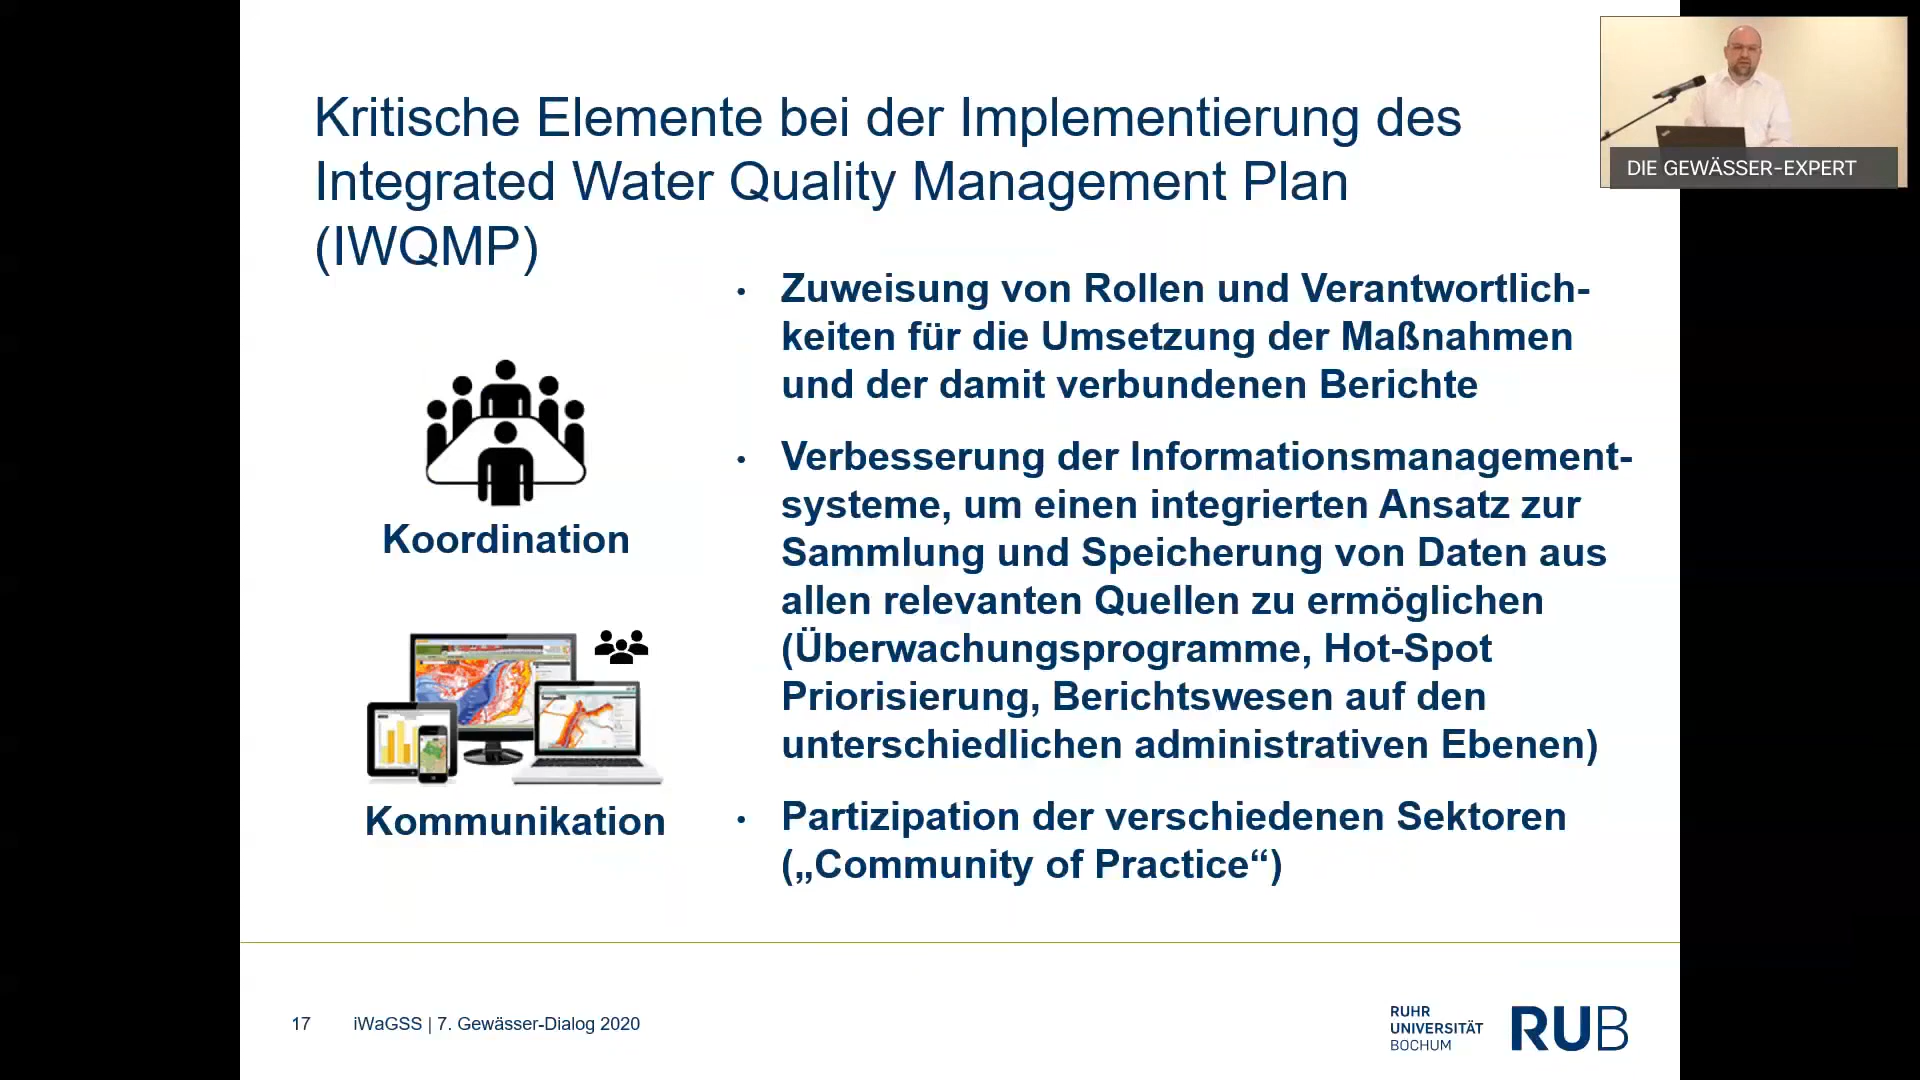 Kritische Elemente bei der Implementierung des
Integrated Water Quality Management Plan
(IWQMP)
DIE GEWÄSSER-EXPERT
• Zuweisung von Rollen und Verantwortlich-
keiten für die Umsetzung der Maßnahmen
und der damit verbundenen Berichte
Koordination
• Verbesserung der Informationsmanagement-
systeme, um einen integrierten Ansatz zur
Sammlung und Speicherung von Daten aus
allen relevanten Quellen zu ermöglichen
(Überwachungsprogramme, Hot-Spot
Priorisierung, Berichtswesen auf den
unterschiedlichen administrativen Ebenen)
Kommunikation
• Partizipation der verschiedenen Sektoren
(„Community of Practice“)
17 iWaGSS | 7. Gewässer-Dialog 2020
RUHR
UNIVERSITÄT
BOCHUM
RUB